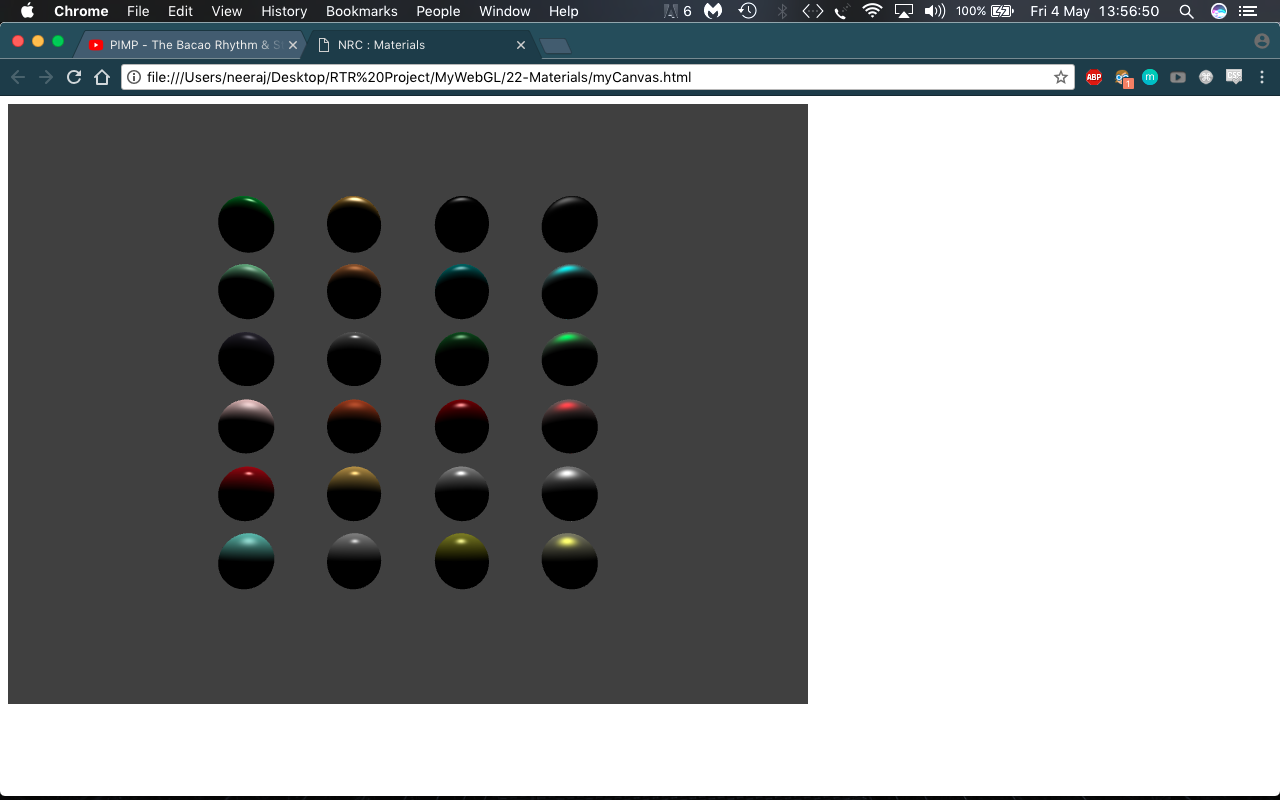 Chrome File Edit View History Bookmarks People Window Help 6 100% Fri 4 May 13:56:50
PIMP - The Bacao Rhythm & S NRC : Materials
file:///Users/neeraj/Desktop/RTR%20Project/MyWebGL/22-Materials/myCanvas.html ABP 1 m CSP